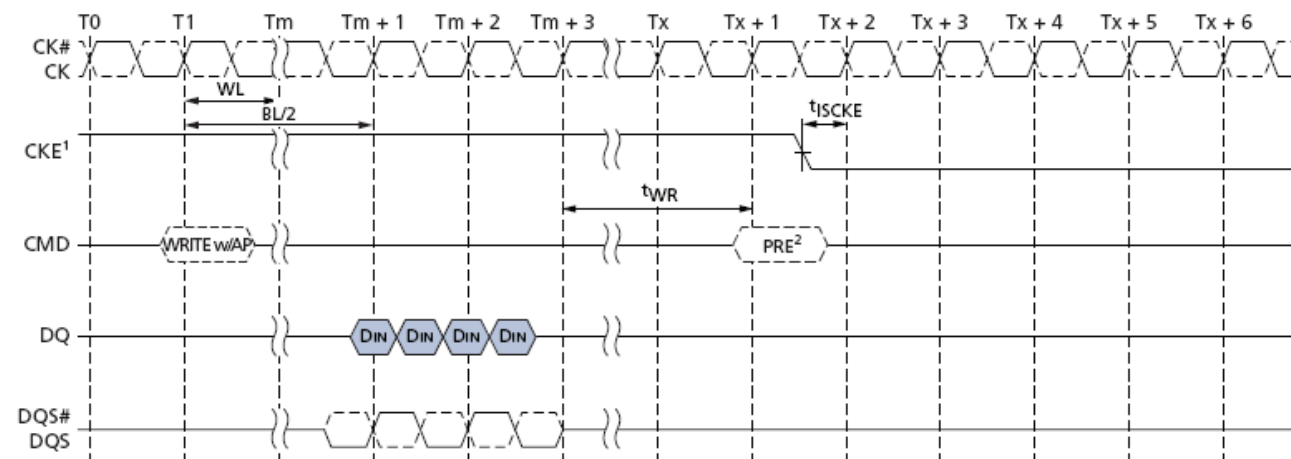 T0 T1 Tm Tm + 1 Tm + 2 Tm + 3 Tx Tx + 1 Tx + 2 Tx + 3 Tx + 4 Tx + 5 Tx + 6
CK#
CK
WL
BL/2
tISCKE
CKE1
tWR
CMD WRITE w/AP PRE2
DQ DIN DIN DIN DIN
DQS#
DQS